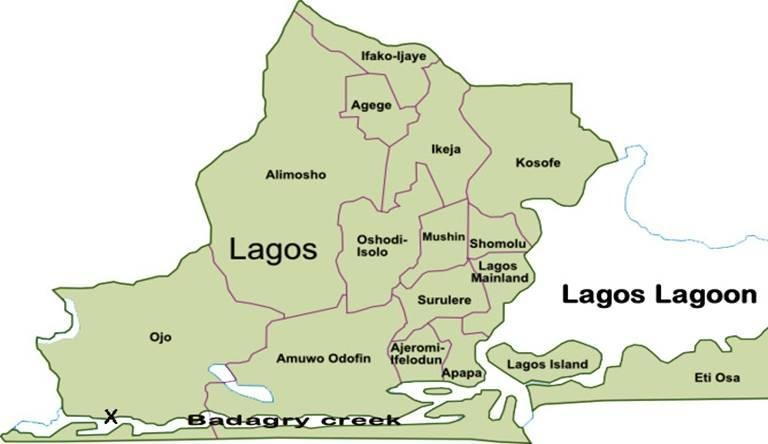 Ifako-Ijaye
Agege
Ikeja
Kosofe
Alimosho
Oshodi-
Isolo
Mushin
Shomolu
Lagos
Lagos
Mainland
Lagos Lagoon
Surulere
Ojo
Amuwo Odofin
Ajeromi-
Ifelodun
Apapa
Lagos Island
Eti Osa
X
Badagry creek